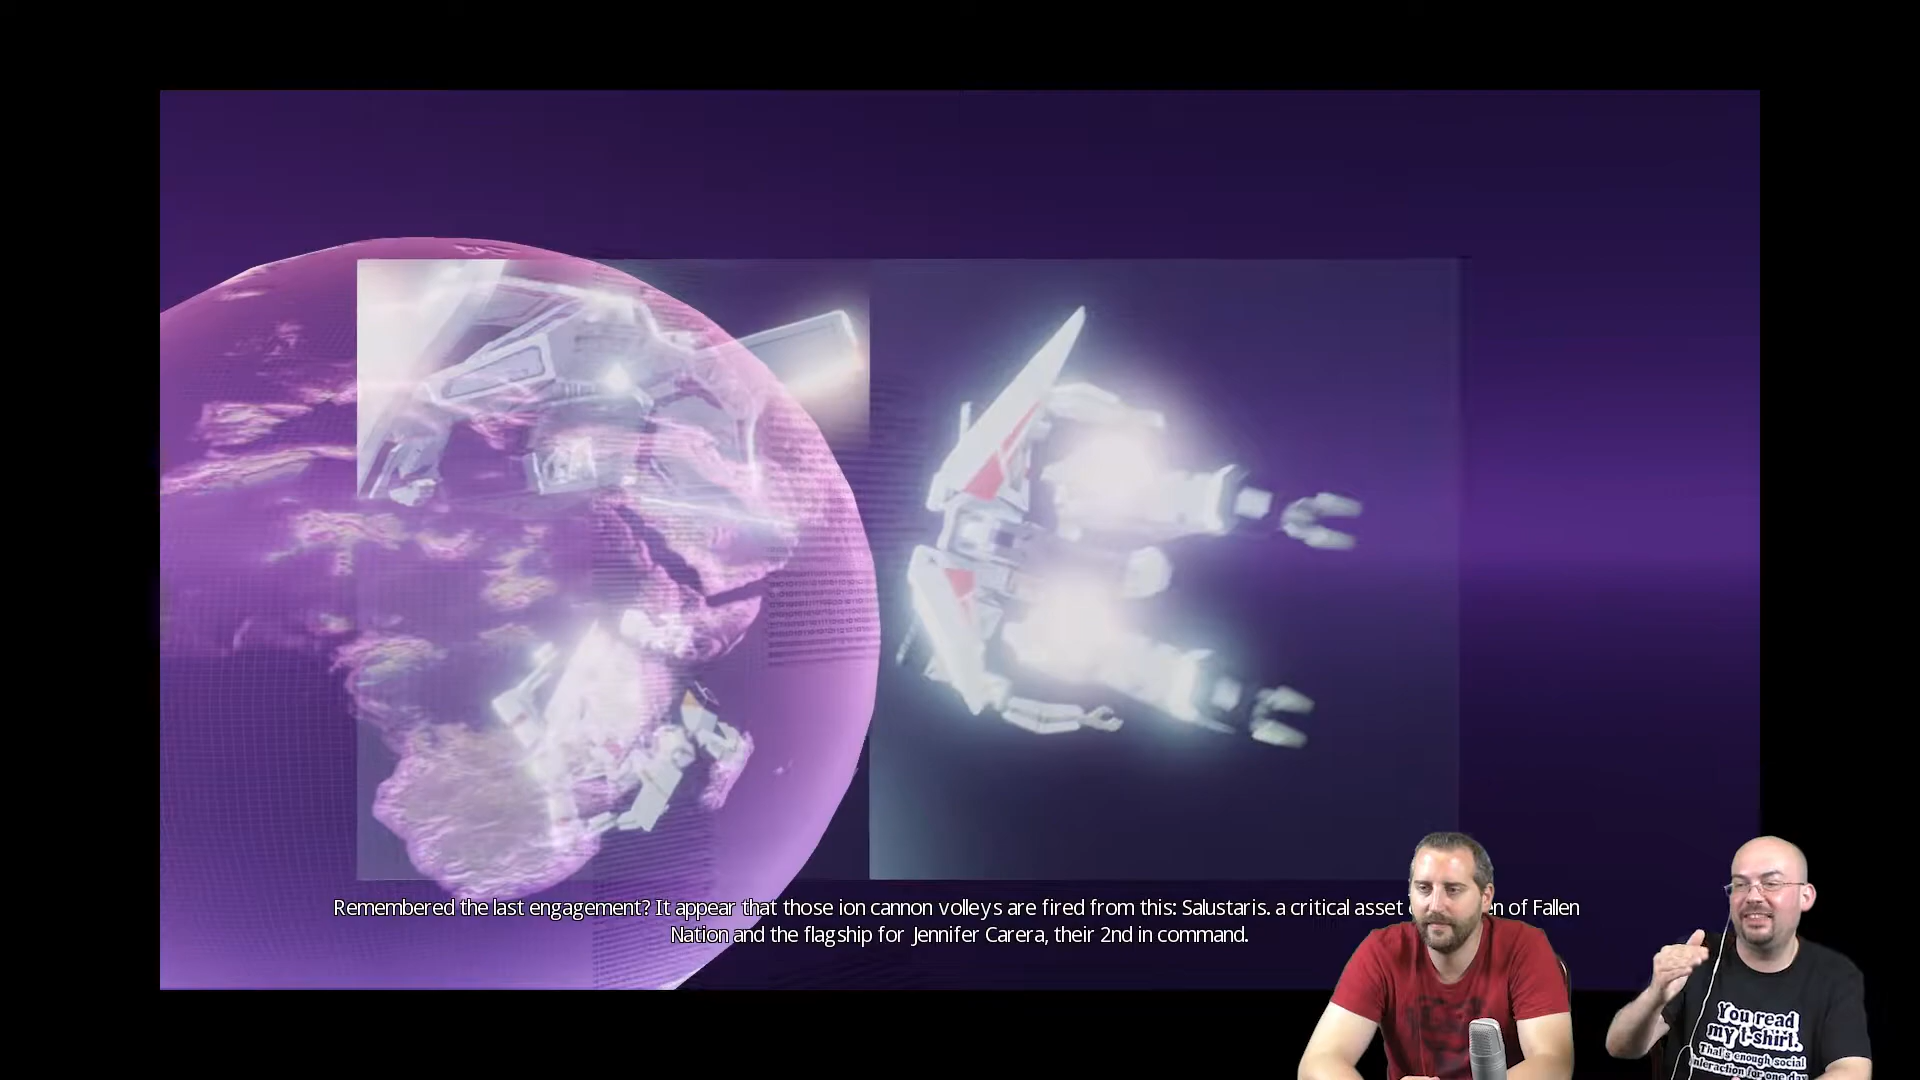 Remembered the last engagement? It appear that those ion cannon volleys are fired from this: Salustaris. a critical asset of Fallen
Nation and the flagship for Jennifer Carera, their 2nd in command.
You read
my t-shirt.
That's enough social
interaction for one day